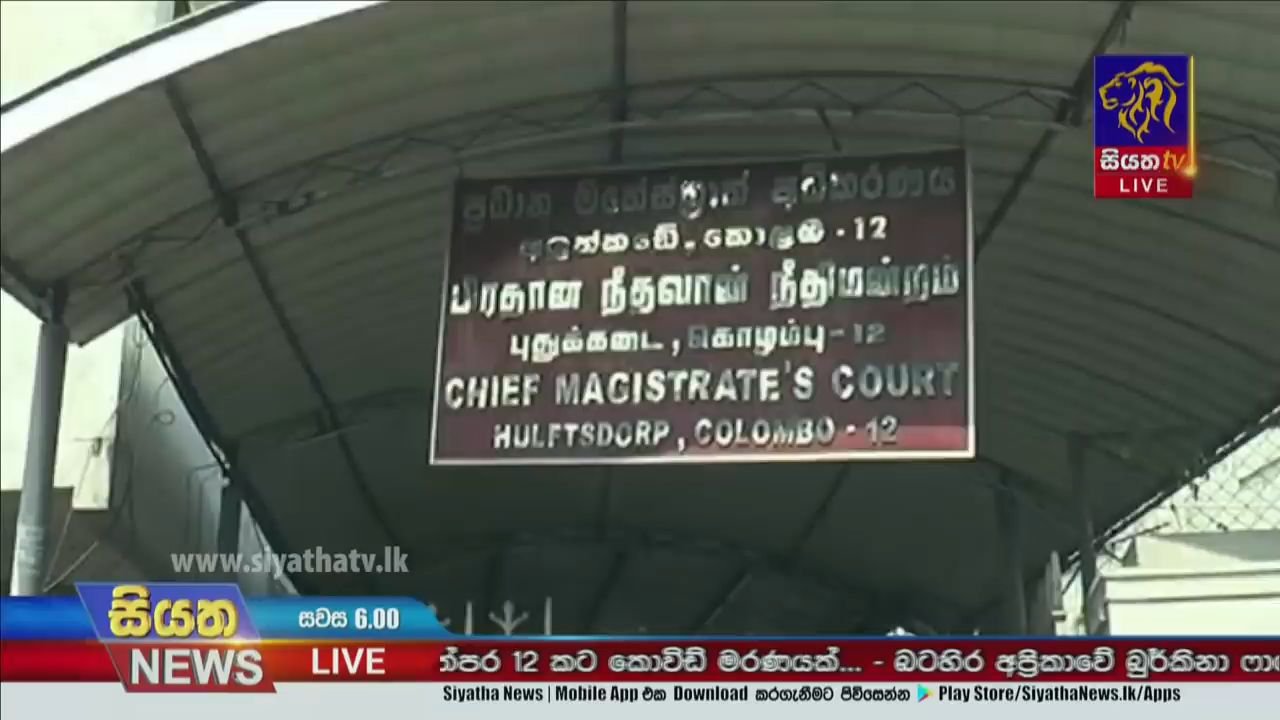 සියත tv
LIVE
ප්‍රධාන මහේස්ත්‍රාත් අධිකරණය
අලුත්කඩේ, කොළඹ - 12
பிரதான நீதவான் நீதிமன்றம்
புதுக்கடை, கொழும்பு - 12
CHIEF MAGISTRATE'S COURT
HULFTSDORP, COLOMBO - 12
www.siyathatv.lk
සියත
සවස 6.00
NEWS
LIVE
න්පර 12 කට කොවිඩ් මරණයක්... - බටහිර අප්‍රිකාවේ බුර්කිනා ෆා
Siyatha News | Mobile App එක Download කරගැනීමට පිවිසෙන්න Play Store/SiyathaNews.lk/Apps